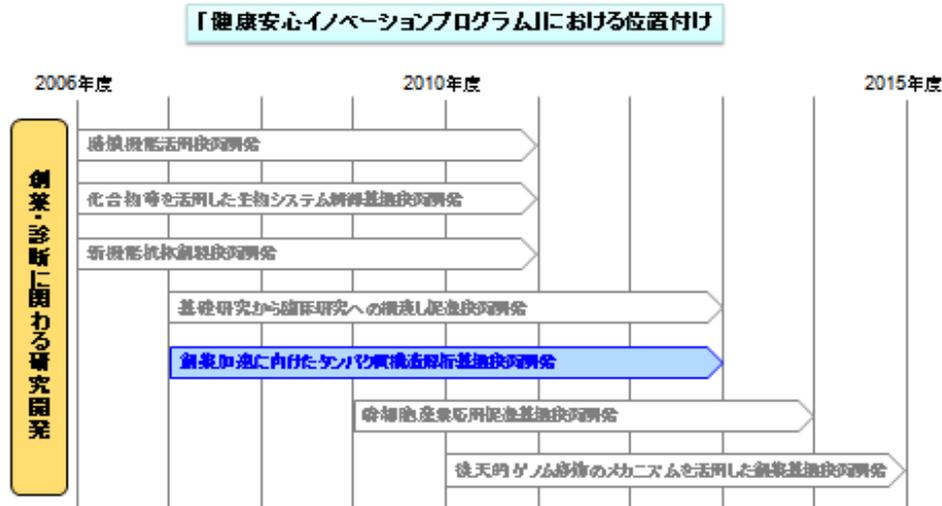 「健康安心イノベーションプログラム」における位置付け
2006年度
2010年度
2015年度
創薬・診断に関わる研究開発
糖鎖機能活用技術開発
化合物等を活用した生物システム制御基盤技術開発
新機能抗体創製技術開発
基礎研究から臨床研究への橋渡し促進技術開発
創薬加速に向けたタンパク質構造解析基盤技術開発
幹細胞産業応用促進基盤技術開発
後天的ゲノム修飾のメカニズムを活用した創薬基盤技術開発